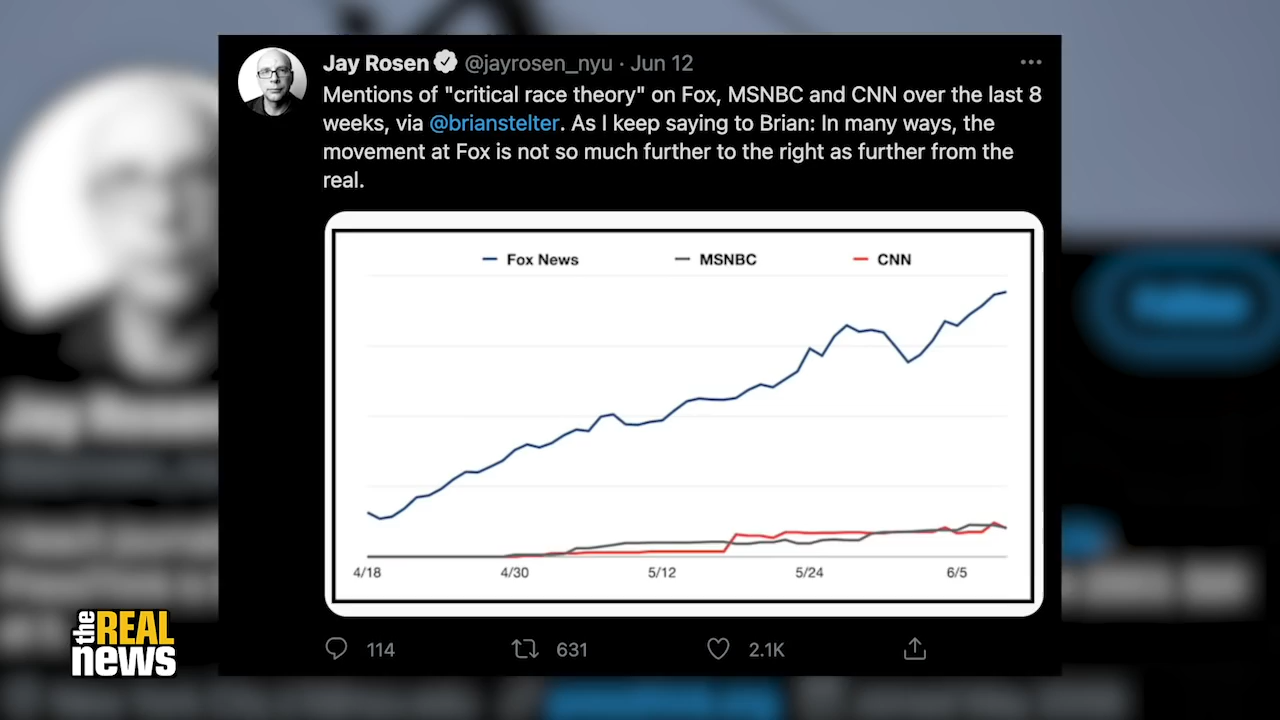 Jay Rosen @jayrosen_nyu · Jun 12
Mentions of "critical race theory" on Fox, MSNBC and CNN over the last 8
weeks, via @brianstelter. As I keep saying to Brian: In many ways, the
movement at Fox is not so much further to the right as further from the
real.
Fox News MSNBC CNN
4/18 4/30 5/12 5/24 6/5
114 631 2.1K
the REAL
news